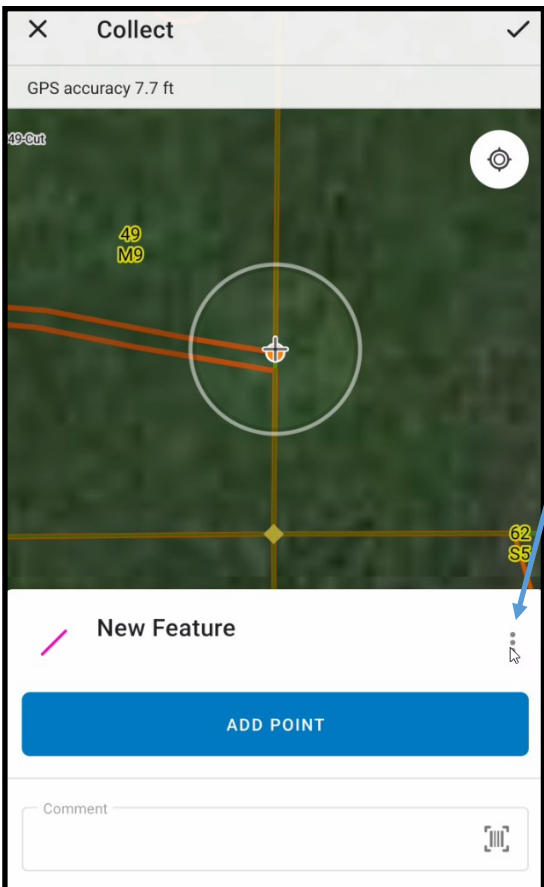 Collect
GPS accuracy 7.7 ft
49-Cut
49
M9
62
S5
New Feature
ADD POINT
Comment